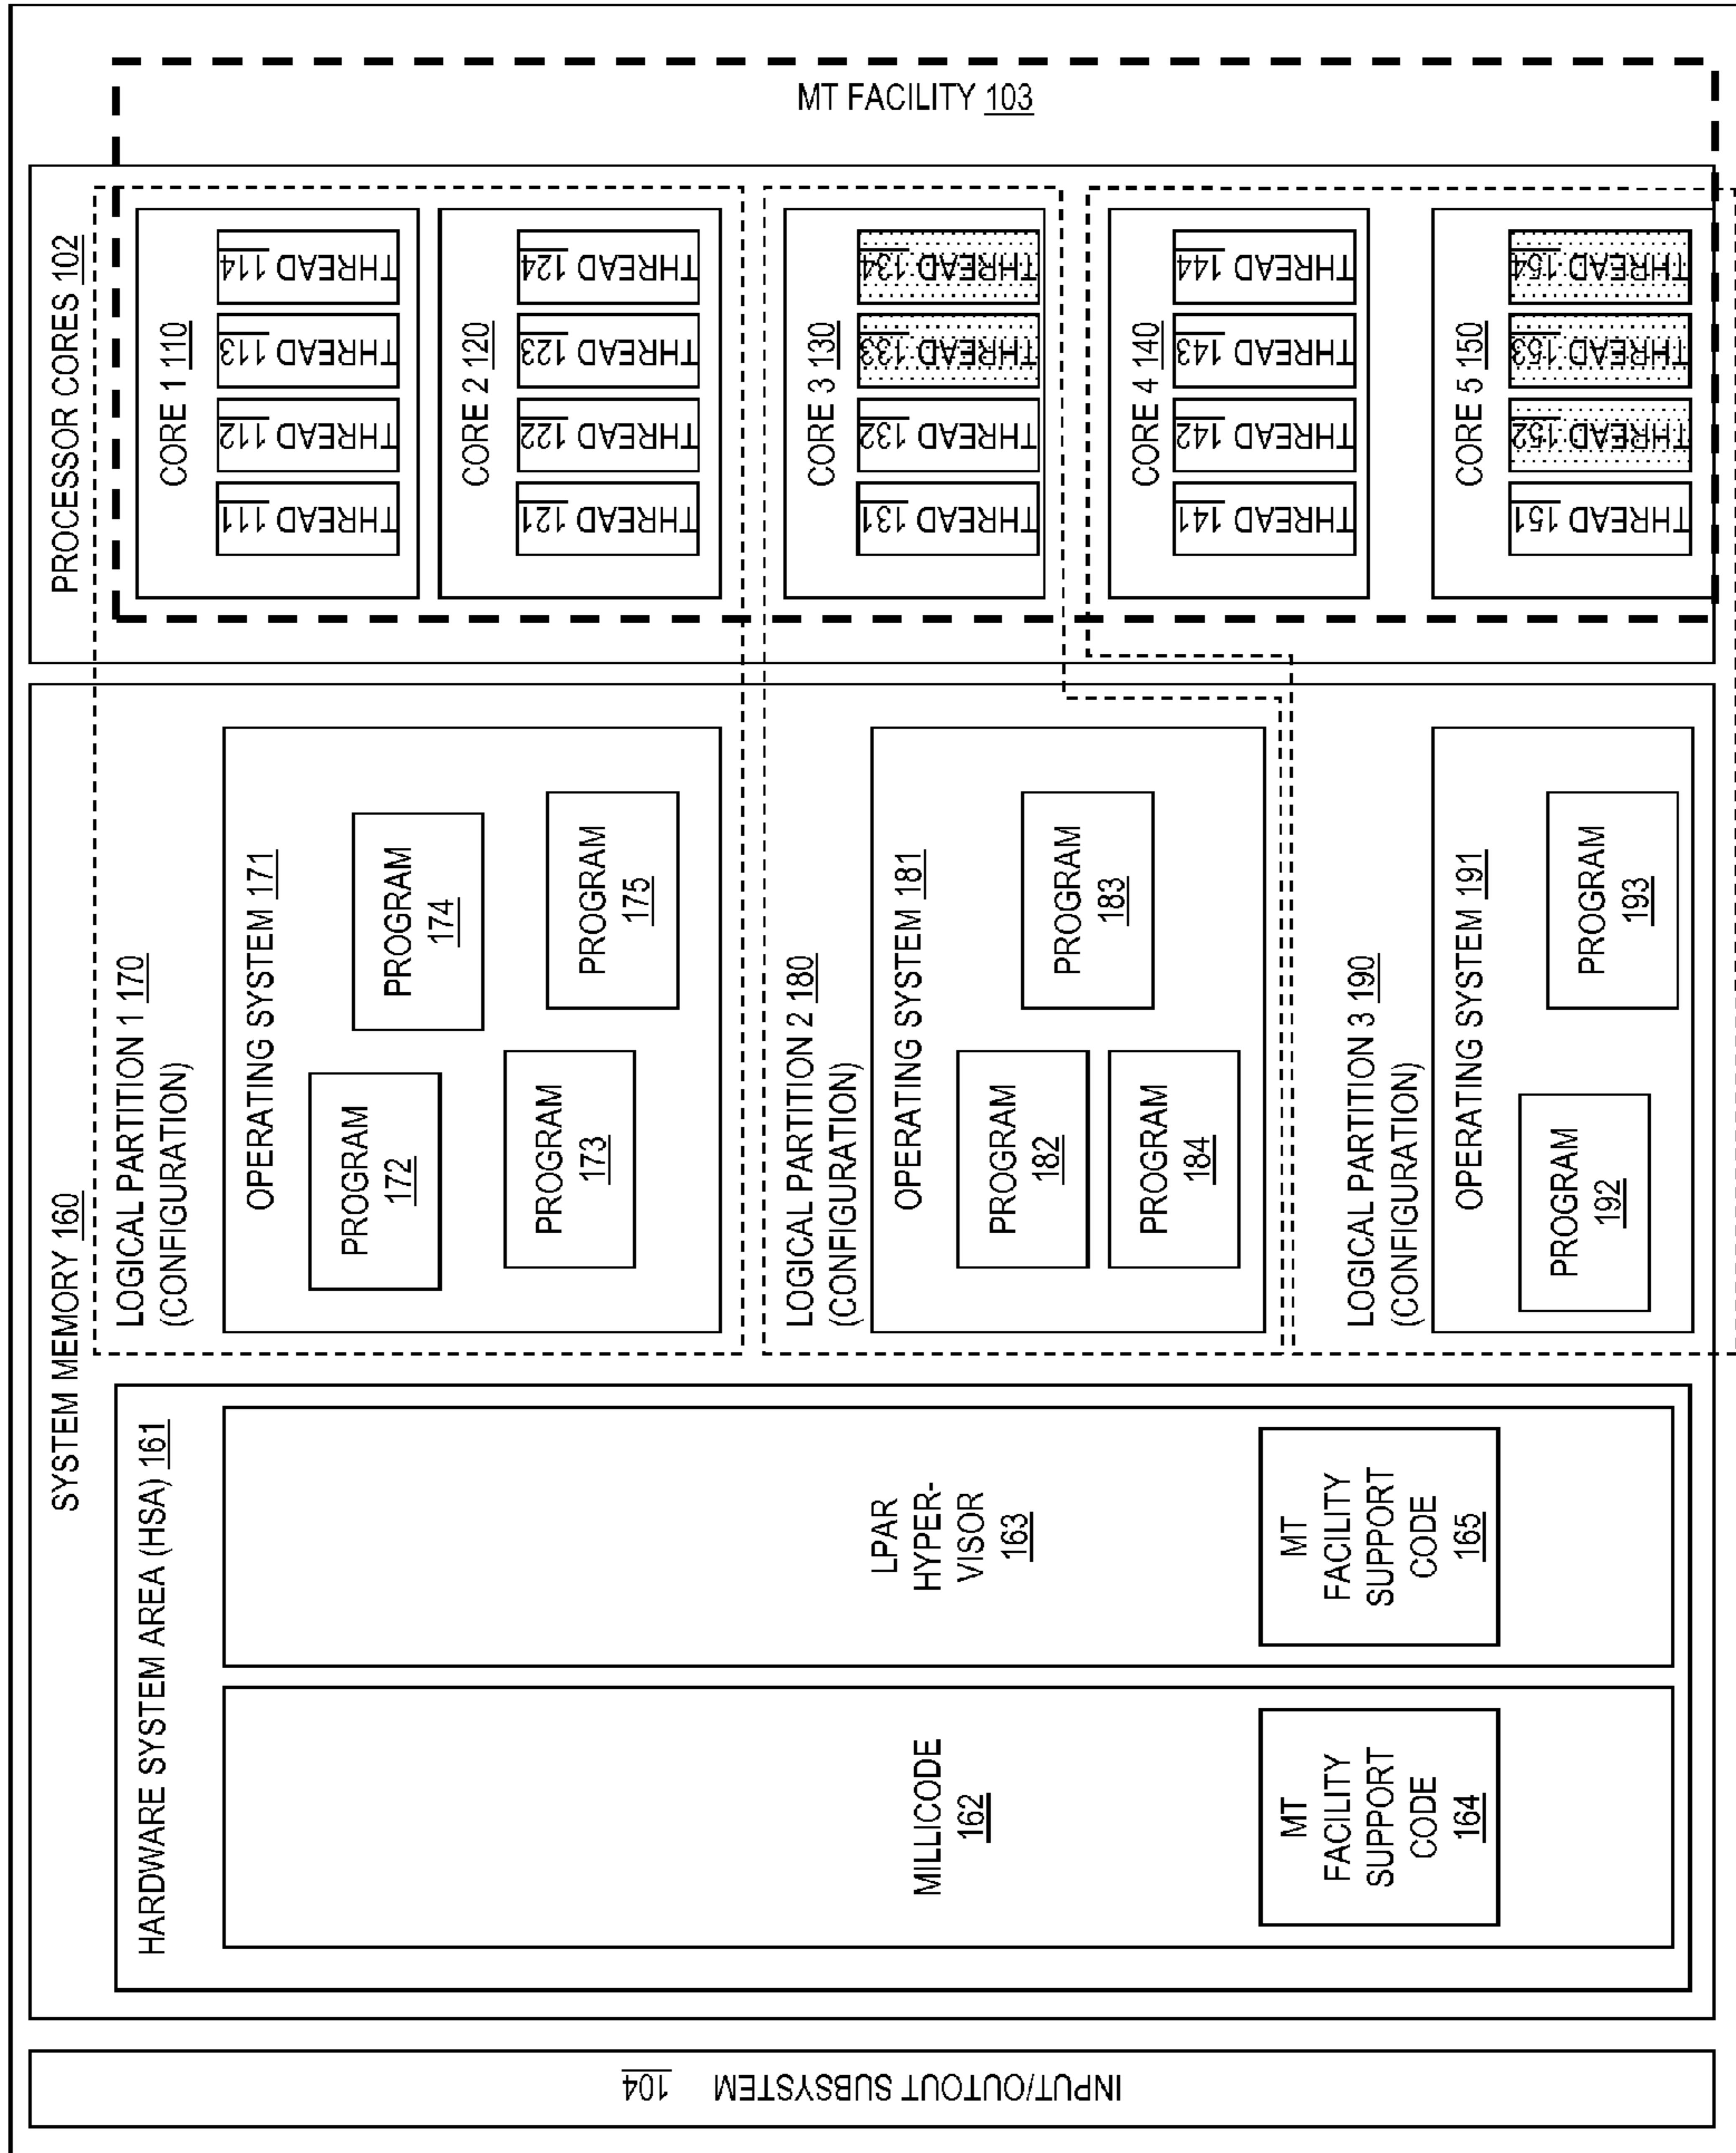 INPUT/OUTOUT SUBSYSTEM 104
SYSTEM MEMORY 160
HARDWARE SYSTEM AREA (HSA) 161
MILLICODE
162
MT
FACILITY
SUPPORT
CODE
164
LPAR
HYPER-
VISOR
163
MT
FACILITY
SUPPORT
CODE
165
LOGICAL PARTITION 1 170
(CONFIGURATION)
OPERATING SYSTEM 171
PROGRAM
172
PROGRAM
174
PROGRAM
173
PROGRAM
175
LOGICAL PARTITION 2 180
(CONFIGURATION)
OPERATING SYSTEM 181
PROGRAM
182
PROGRAM
183
PROGRAM
184
LOGICAL PARTITION 3 190
(CONFIGURATION)
OPERATING SYSTEM 191
PROGRAM
192
PROGRAM
193
PROCESSOR CORES 102
CORE 1 110
THREAD 111
THREAD 112
THREAD 113
THREAD 114
CORE 2 120
THREAD 121
THREAD 122
THREAD 123
THREAD 124
CORE 3 130
THREAD 131
THREAD 132
THREAD 133
THREAD 134
CORE 4 140
THREAD 141
THREAD 142
THREAD 143
THREAD 144
CORE 5 150
THREAD 151
THREAD 152
THREAD 153
THREAD 154
MT FACILITY 103